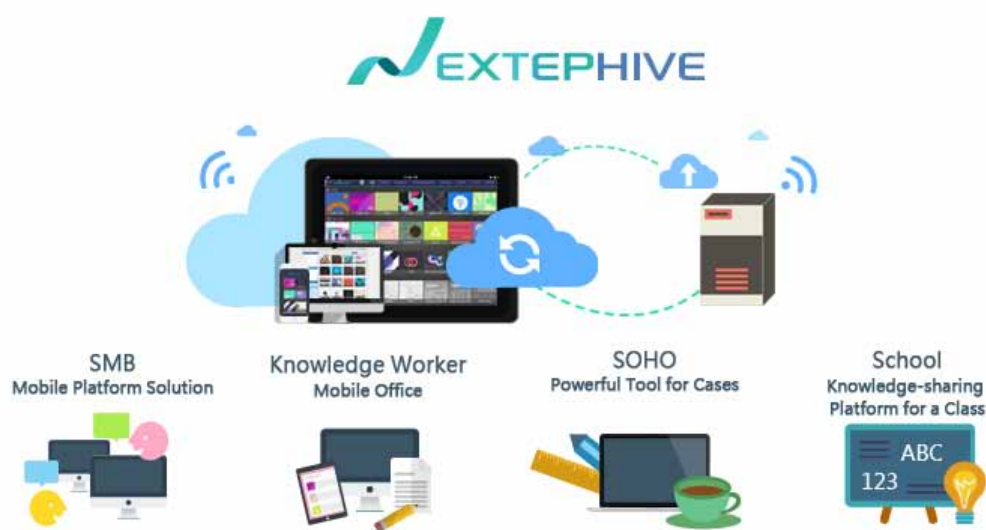 NEXTEPHIVE
SMB
Mobile Platform Solution
Knowledge Worker
Mobile Office
SOHO
Powerful Tool for Cases
School
Knowledge-sharing
Platform for a Class
ABC
123